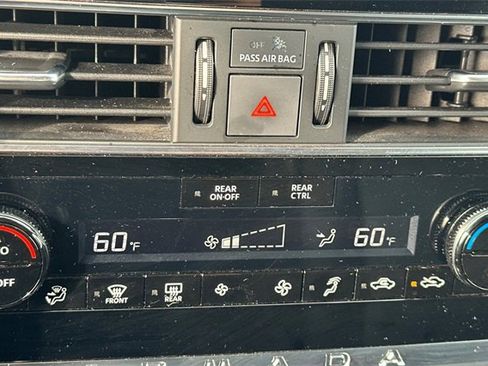 OFF
PASS AIR BAG
REAR ON-OFF
REAR CTRL
60°F
60°F
OFF
FRONT
REAR